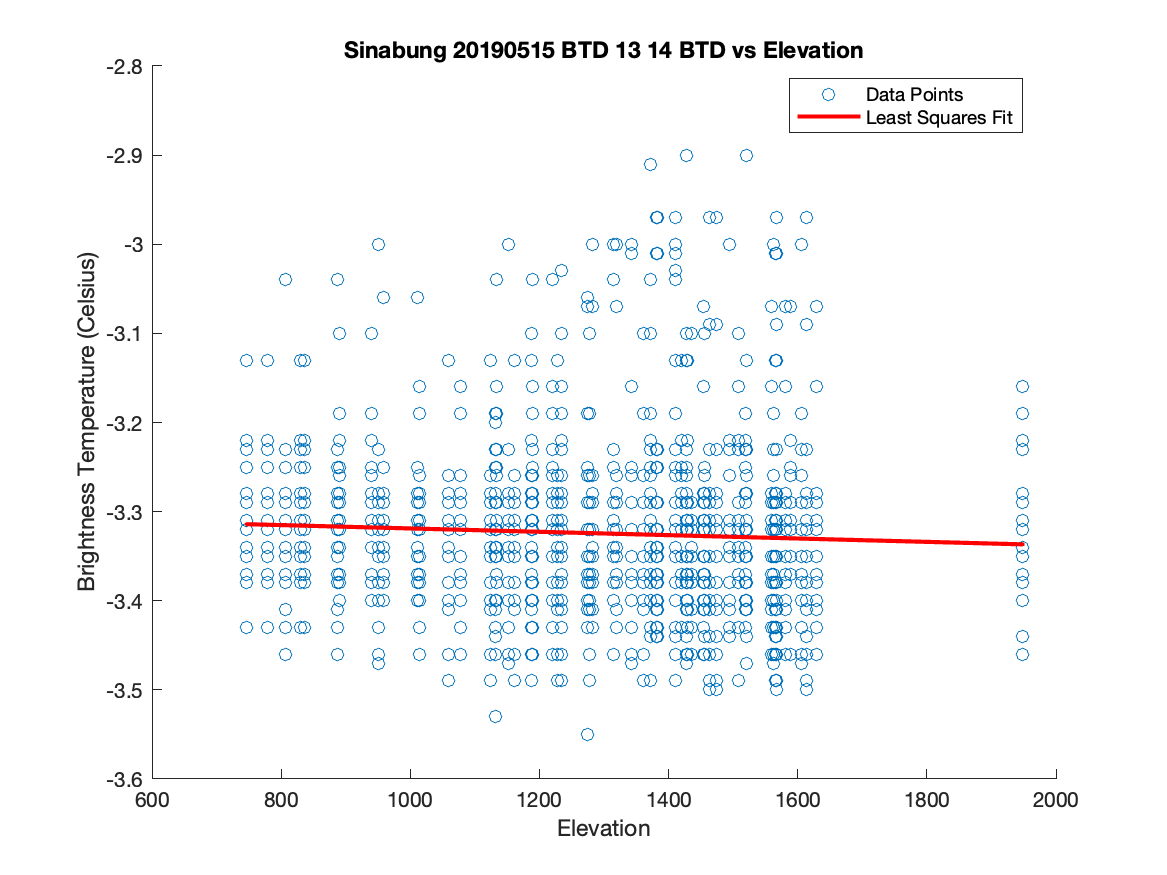 Sinabung 20190515 BTD 13 14 BTD vs Elevation
Data Points
Least Squares Fit
Brightness Temperature (Celsius)
-2.8
-2.9
-3
-3.1
-3.2
-3.3
-3.4
-3.5
-3.6
600 800 1000 1200 1400 1600 1800 2000
Elevation